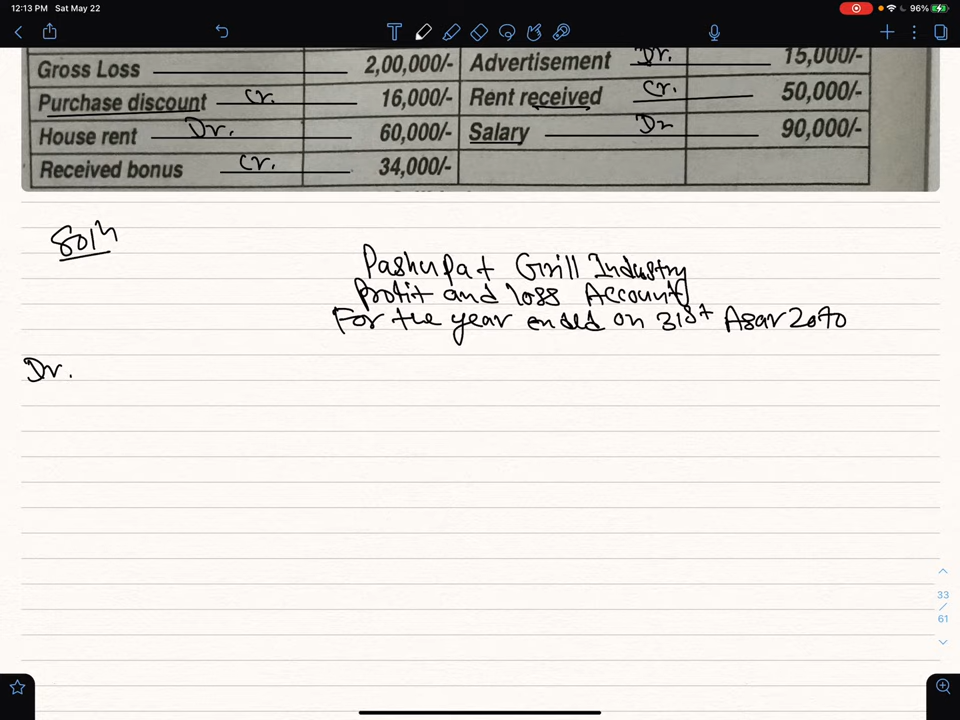 12:13 PM Sat May 22
96%
Gross Loss 2,00,000/- Advertisement Dr. 15,000/-
Purchase discount Cr. 16,000/- Rent received Cr. 50,000/-
House rent Dr. 60,000/- Salary Dr 90,000/-
Received bonus Cr. 34,000/-
Soln
Pashupat Grill Industry
Profit and loss Account
For the year ended on 31st Asar 2070
Dr.
33
/
61